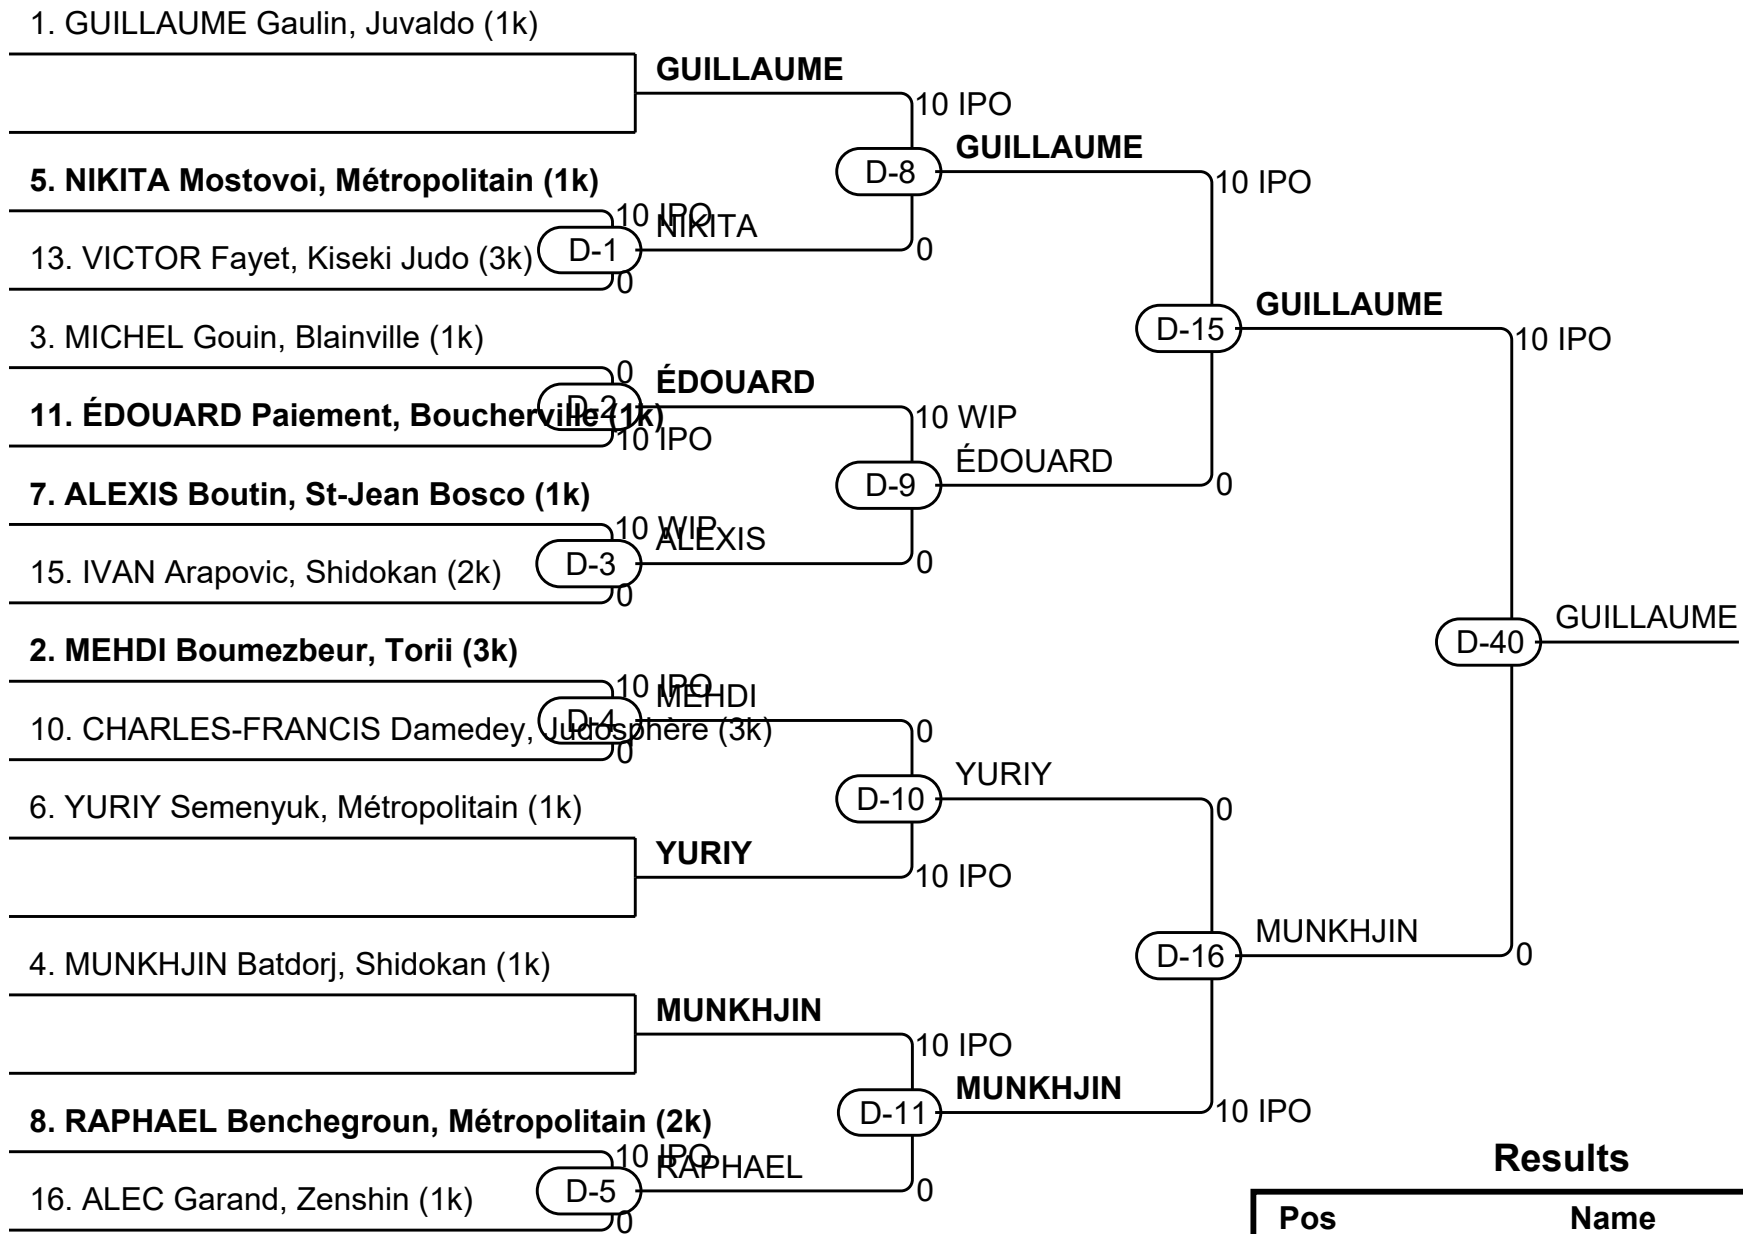 1. GUILLAUME Gaulin, Juvaldo (1k)
GUILLAUME
10 IPO
GUILLAUME
D-8
10 IPO
5. NIKITA Mostovoi, Métropolitain (1k)
10 IPO
NIKITA
D-1
0
13. VICTOR Fayet, Kiseki Judo (3k)
0
GUILLAUME
D-15
10 IPO
3. MICHEL Gouin, Blainville (1k)
0
ÉDOUARD
D-2
11. ÉDOUARD Paiement, Boucherville (1k)
10 IPO
10 WIP
ÉDOUARD
D-9
0
7. ALEXIS Boutin, St-Jean Bosco (1k)
10 WIP
ALEXIS
D-3
0
15. IVAN Arapovic, Shidokan (2k)
0
GUILLAUME
D-40
2. MEHDI Boumezbeur, Torii (3k)
10 IPO
MEHDI
D-4
10. CHARLES-FRANCIS Damedey, Judosphère (3k)
0
0
YURIY
D-10
0
6. YURIY Semenyuk, Métropolitain (1k)
YURIY
10 IPO
MUNKHJIN
D-16
0
4. MUNKHJIN Batdorj, Shidokan (1k)
MUNKHJIN
10 IPO
MUNKHJIN
D-11
10 IPO
8. RAPHAEL Benchegroun, Métropolitain (2k)
10 IPO
RAPHAEL
D-5
0
16. ALEC Garand, Zenshin (1k)
0
Results
Pos Name